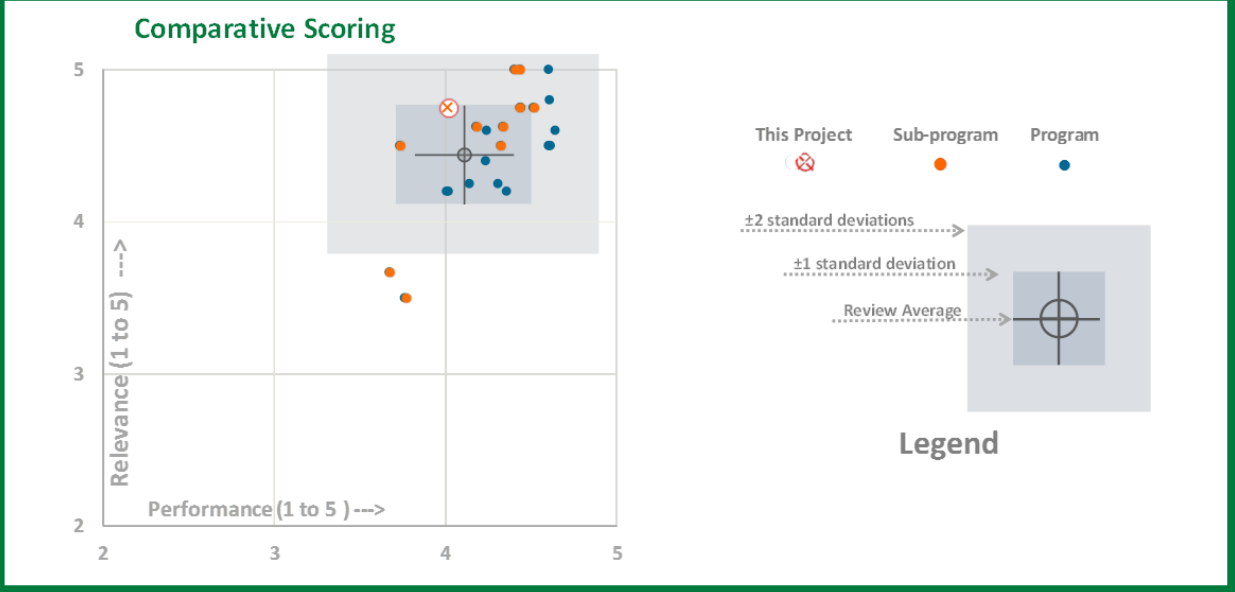 Comparative Scoring
5
4
3
2
2
3
4
5
Relevance (1 to 5) --->
Performance (1 to 5 ) --->
This Project
Sub-program
Program
±2 standard deviations
±1 standard deviation
Review Average
Legend